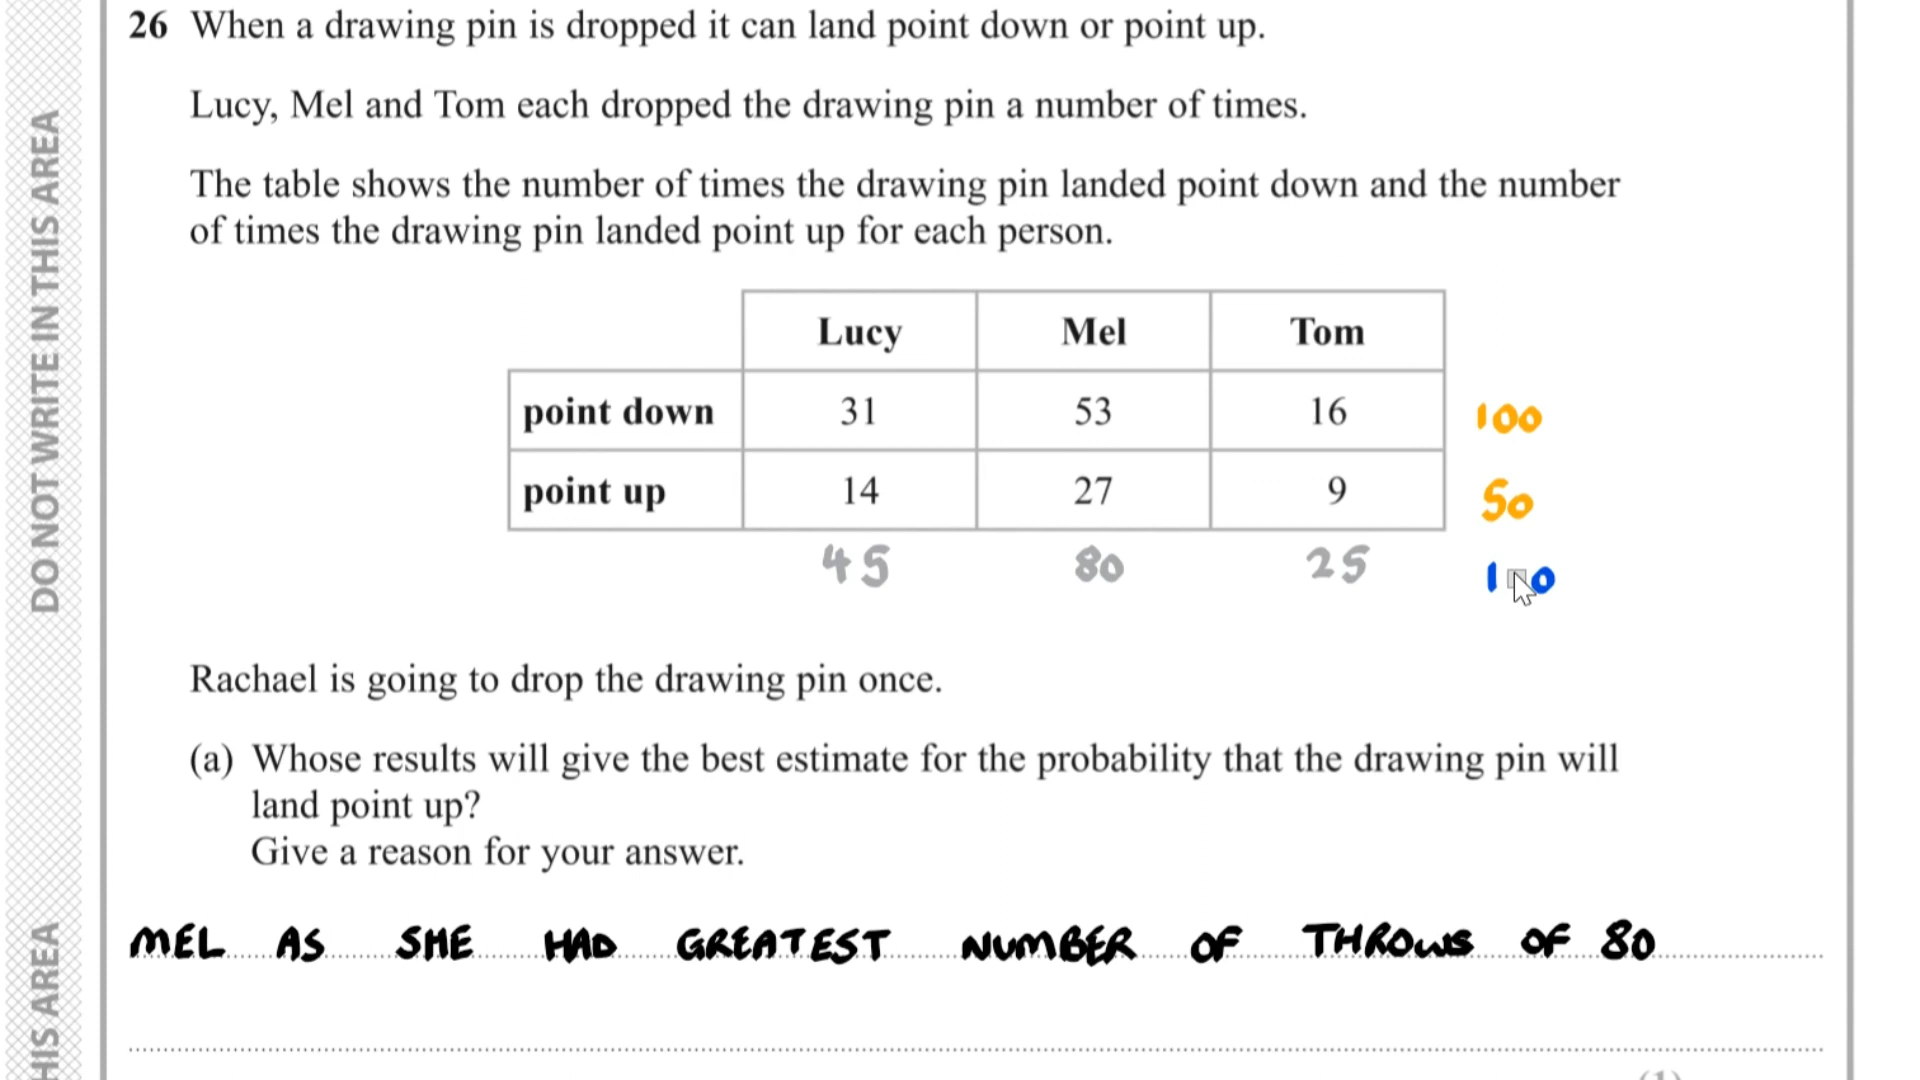 26 When a drawing pin is dropped it can land point down or point up.
Lucy, Mel and Tom each dropped the drawing pin a number of times.
The table shows the number of times the drawing pin landed point down and the number
of times the drawing pin landed point up for each person.
Lucy Mel Tom
point down 31 53 16 100
point up 14 27 9 50
45 80 25
Rachael is going to drop the drawing pin once.
(a) Whose results will give the best estimate for the probability that the drawing pin will
land point up?
Give a reason for your answer.
MEL AS SHE HAD GREATEST NUMBER OF THROWS OF 80
(1)
DO NOT WRITE IN THIS AREA
HIS AREA